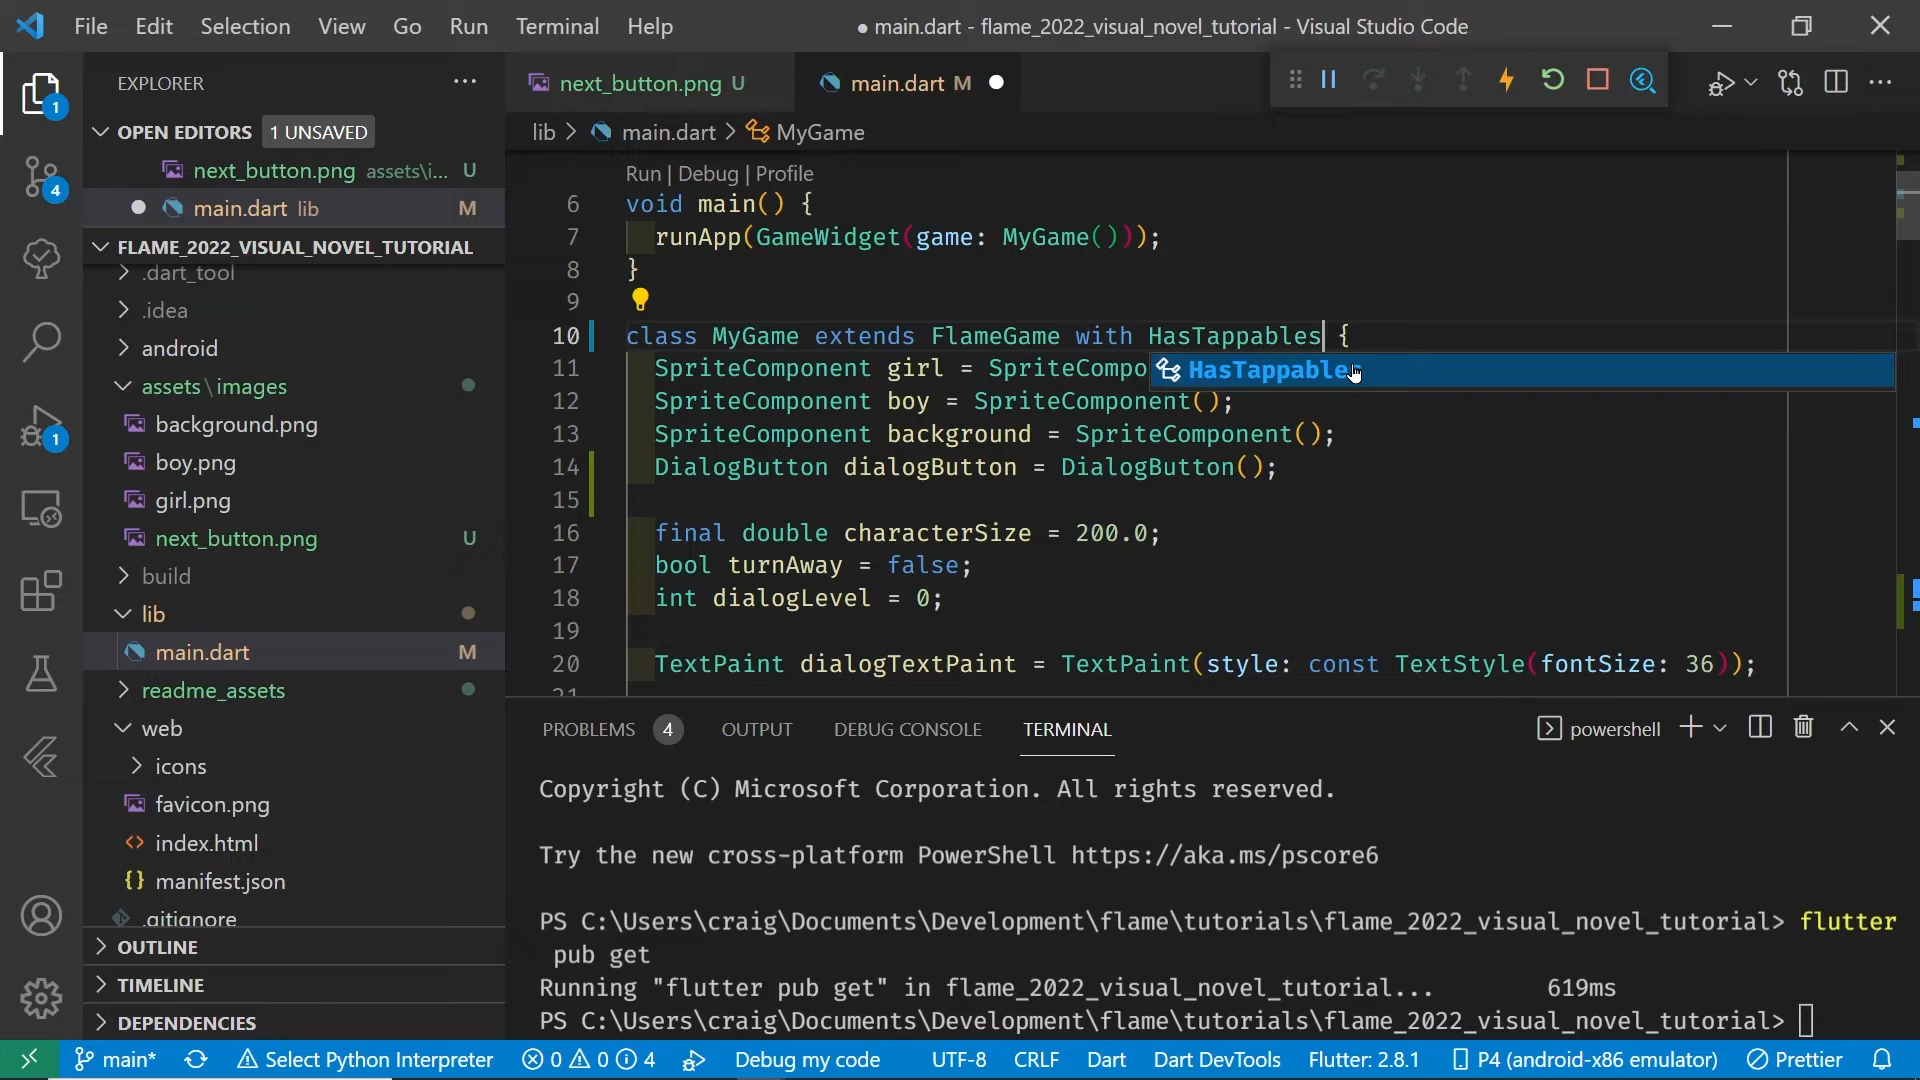 File Edit Selection View Go Run Terminal Help
● main.dart - flame_2022_visual_novel_tutorial - Visual Studio Code
EXPLORER
OPEN EDITORS 1 UNSAVED
next_button.png assets\i... U
main.dart lib M
FLAME_2022_VISUAL_NOVEL_TUTORIAL
.dart_tool
.idea
android
assets\images
background.png
boy.png
girl.png
next_button.png U
build
lib
main.dart M
readme_assets
web
icons
favicon.png
index.html
manifest.json
.gitignore
OUTLINE
TIMELINE
DEPENDENCIES
1
4
1
next_button.png U
main.dart M
lib > main.dart > MyGame
Run | Debug | Profile
6 void main() {
7 runApp(GameWidget(game: MyGame()));
8 }
9
10 class MyGame extends FlameGame with HasTappables {
11 SpriteComponent girl = SpriteCompo
HasTappables
12 SpriteComponent boy = SpriteComponent();
13 SpriteComponent background = SpriteComponent();
14 DialogButton dialogButton = DialogButton();
15
16 final double characterSize = 200.0;
17 bool turnAway = false;
18 int dialogLevel = 0;
19
20 TextPaint dialogTextPaint = TextPaint(style: const TextStyle(fontSize: 36));
21
PROBLEMS 4 OUTPUT DEBUG CONSOLE TERMINAL
powershell
Copyright (C) Microsoft Corporation. All rights reserved.
Try the new cross-platform PowerShell https://aka.ms/pscore6
PS C:\Users\craig\Documents\Development\flame\tutorials\flame_2022_visual_novel_tutorial> flutter
pub get
Running "flutter pub get" in flame_2022_visual_novel_tutorial... 619ms
PS C:\Users\craig\Documents\Development\flame\tutorials\flame_2022_visual_novel_tutorial>
main* Select Python Interpreter 0 0 4 Debug my code UTF-8 CRLF Dart Dart DevTools Flutter: 2.8.1 P4 (android-x86 emulator) Prettier